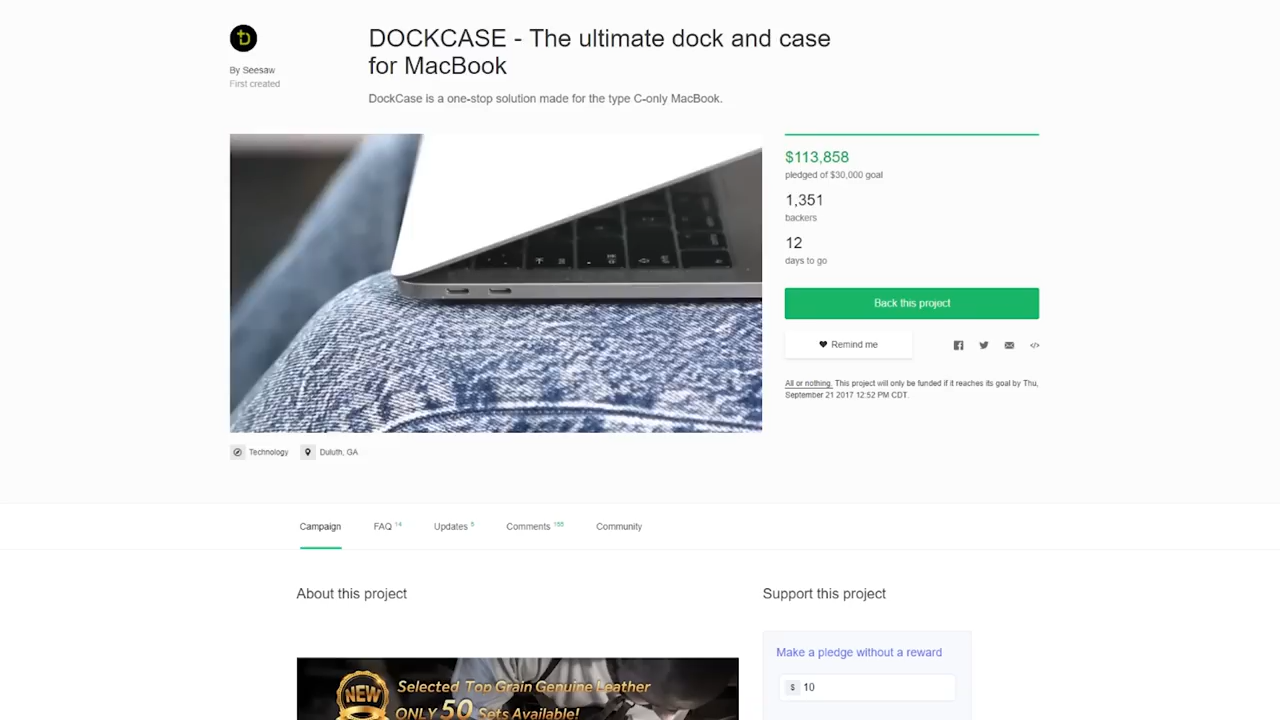 DOCKCASE - The ultimate dock and case
for MacBook
By Seesaw
First created
DockCase is a one-stop solution made for the type C-only MacBook.
$113,858
pledged of $30,000 goal
1,351
backers
12
days to go
Back this project
Remind me
All or nothing. This project will only be funded if it reaches its goal by Thu,
September 21 2017 12:52 PM CDT.
Technology
Duluth, GA
Campaign
FAQ 14
Updates 5
Comments 155
Community
About this project
Support this project
NEW
Selected Top Grain Genuine Leather
ONLY 50 Sets Available!
Make a pledge without a reward
$ 10